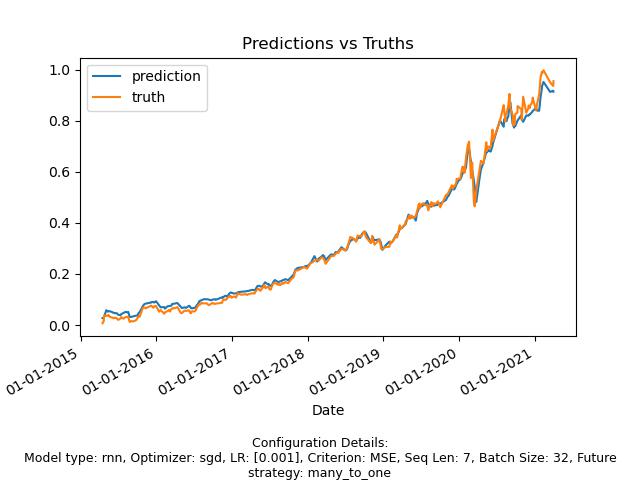 Predictions vs Truths
prediction
truth
1.0
0.8
0.6
0.4
0.2
0.0
01-01-2015
01-01-2016
01-01-2017
01-01-2018
01-01-2019
01-01-2020
01-01-2021
Date
Configuration Details:
Model type: rnn, Optimizer: sgd, LR: [0.001], Criterion: MSE, Seq Len: 7, Batch Size: 32, Future
strategy: many_to_one